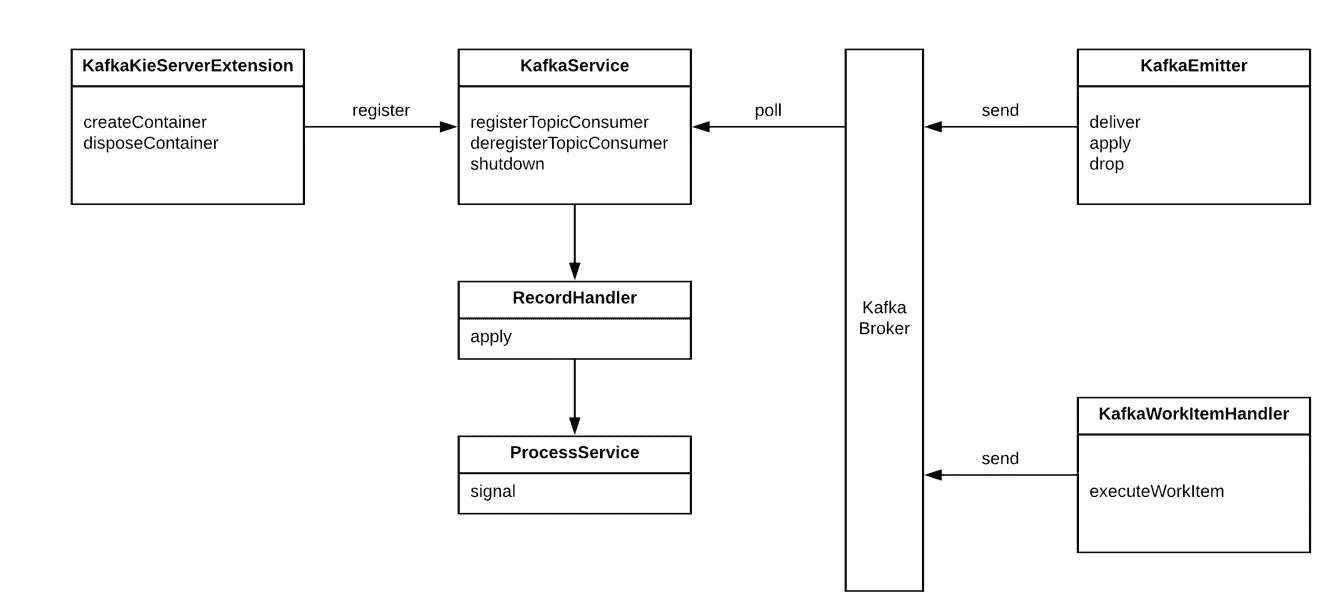 KafkaKieServerExtension
createContainer
disposeContainer
register
KafkaService
registerTopicConsumer
deregisterTopicConsumer
shutdown
poll
send
KafkaEmitter
deliver
apply
drop
RecordHandler
apply
Kafka
Broker
ProcessService
signal
send
KafkaWorkItemHandler
executeWorkItem